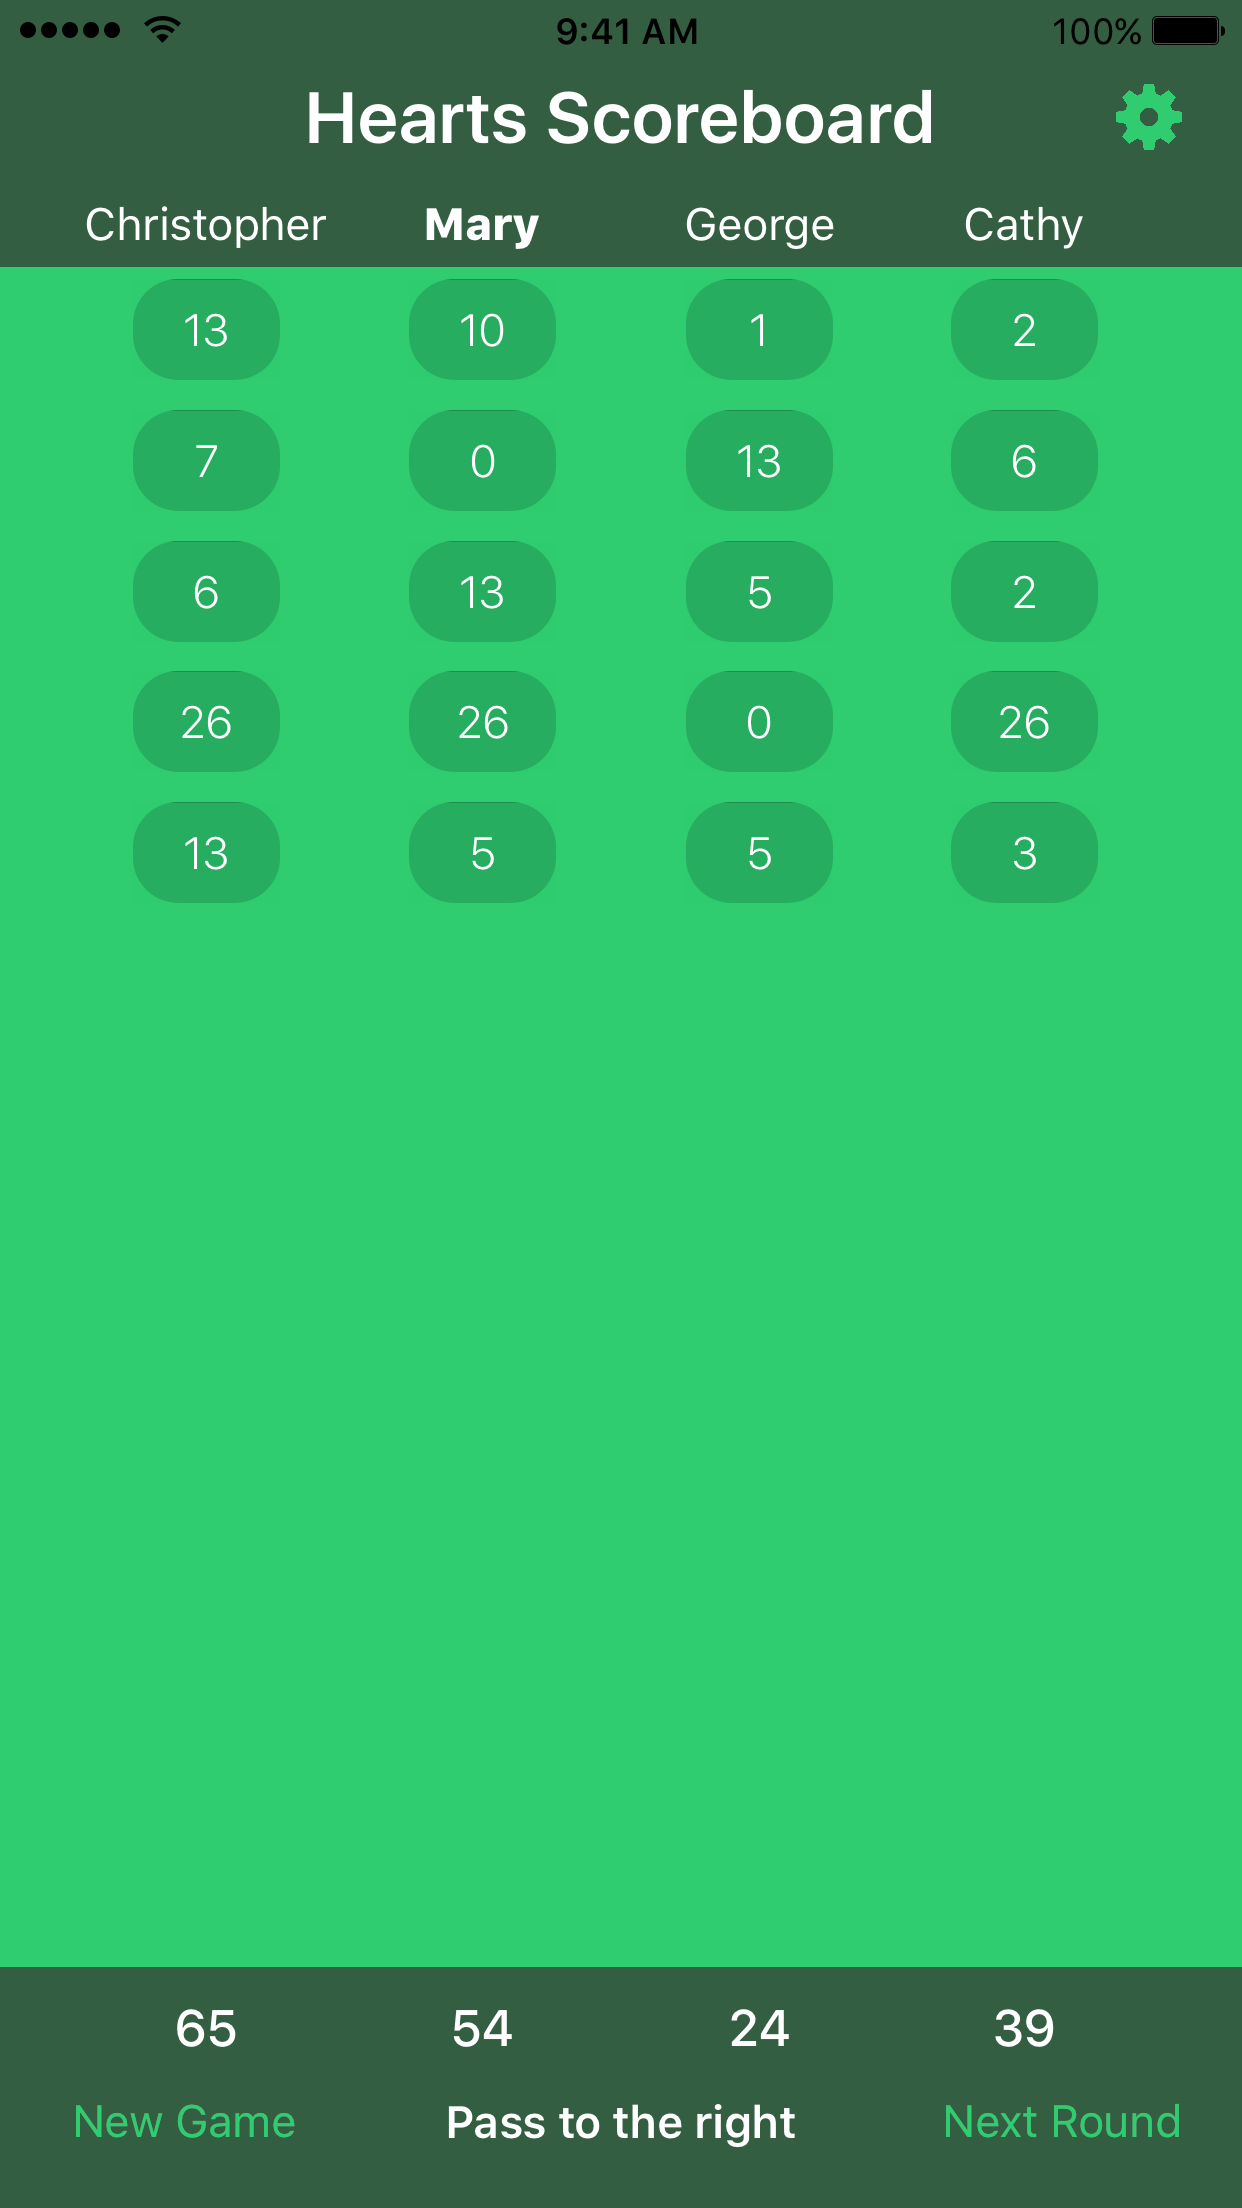 9:41 AM 100%
Hearts Scoreboard
Christopher Mary George Cathy
13 10 1 2
7 0 13 6
6 13 5 2
26 26 0 26
13 5 5 3
65 54 24 39
New Game Pass to the right Next Round